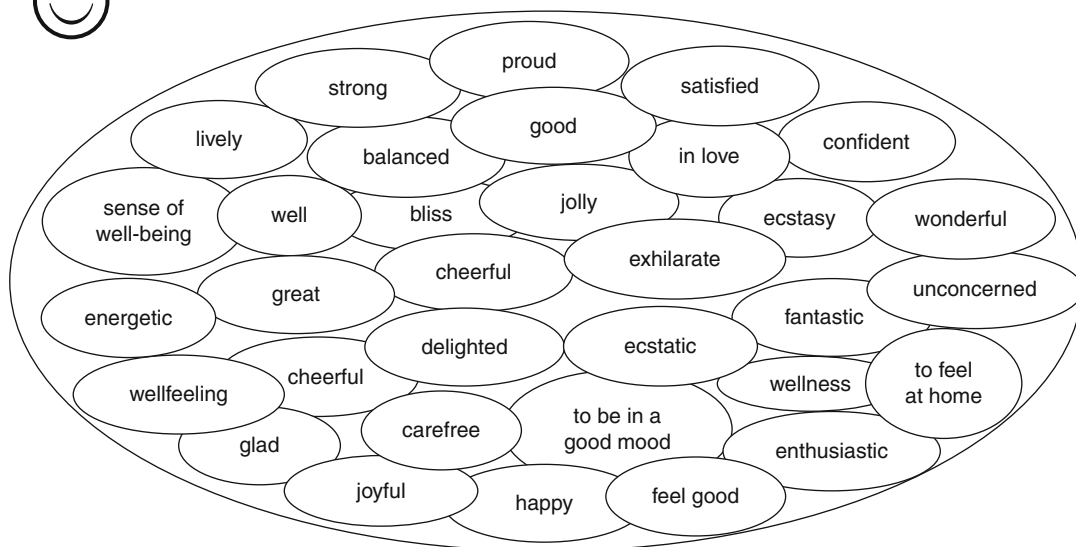 proud
strong
satisfied
good
lively
balanced
in love
confident
sense of
well-being
well
bliss
jolly
ecstasy
wonderful
cheerful
exhilarate
great
unconcerned
energetic
fantastic
delighted
ecstatic
cheerful
wellness
to feel
at home
wellfeeling
carefree
to be in a
good mood
glad
enthusiastic
joyful
happy
feel good